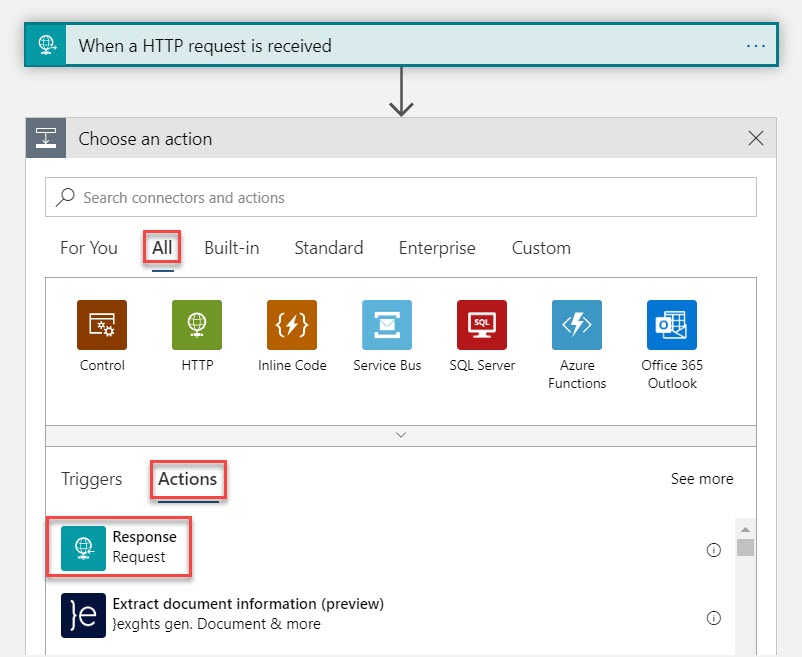 When a HTTP request is received
Choose an action
Search connectors and actions
For You All Built-in Standard Enterprise Custom
SQL
Control HTTP Inline Code Service Bus SQL Server Azure Functions Office 365 Outlook
Triggers Actions See more
Response
Request
}e Extract document information (preview)
}exghts gen. Document & more